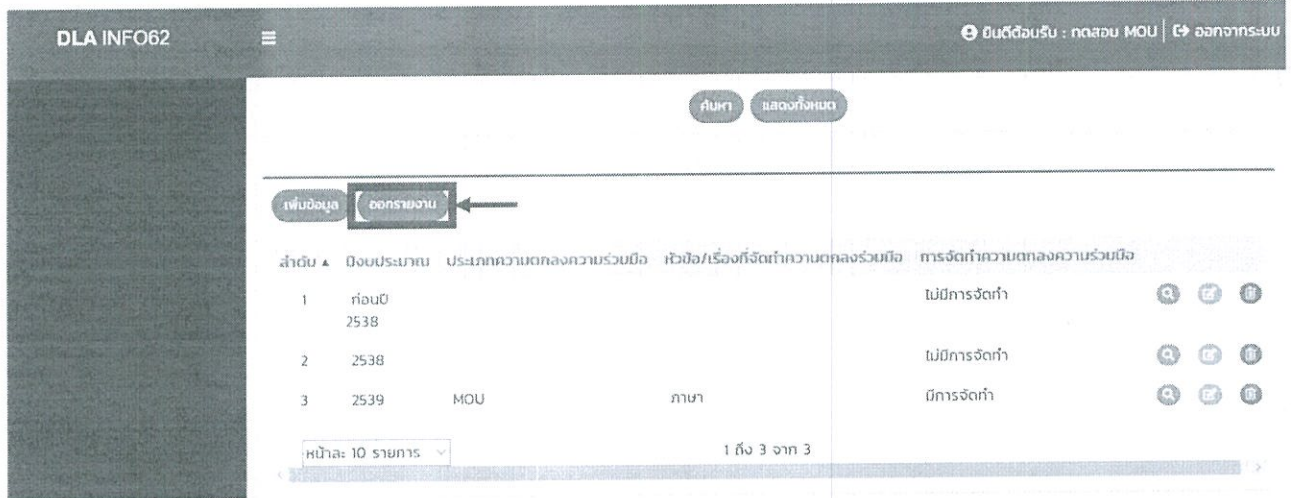 DLA INFO62 ยินดีต้อนรับ : ทดสอบ MOU ออกจากระบบ
ค้นหา แสดงทั้งหมด
เพิ่มข้อมูล ออกรายงาน
ลำดับ ปีงบประมาณ ประเภทความตกลงความร่วมมือ หัวข้อ/เรื่องที่จัดทำความตกลงร่วมมือ การจัดทำความตกลงความร่วมมือ
1 ก่อนปี ไม่มีการจัดทำ
2538
2 2538 ไม่มีการจัดทำ
3 2539 MOU ภาษา มีการจัดทำ
หน้าละ 10 รายการ 1 ถึง 3 จาก 3